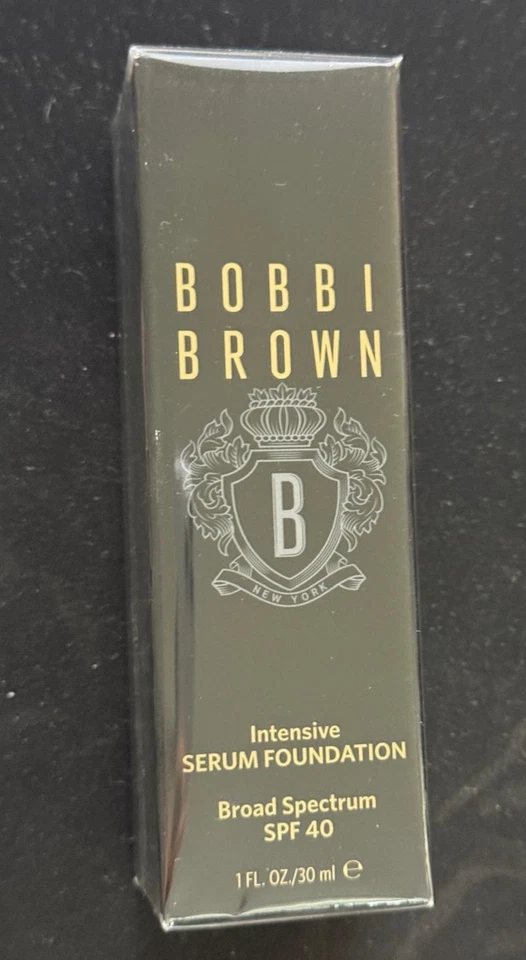 BOBBI
BROWN
B
NEW YORK
Intensive
SERUM FOUNDATION
Broad Spectrum
SPF 40
1 FL. OZ./30 ml ℮